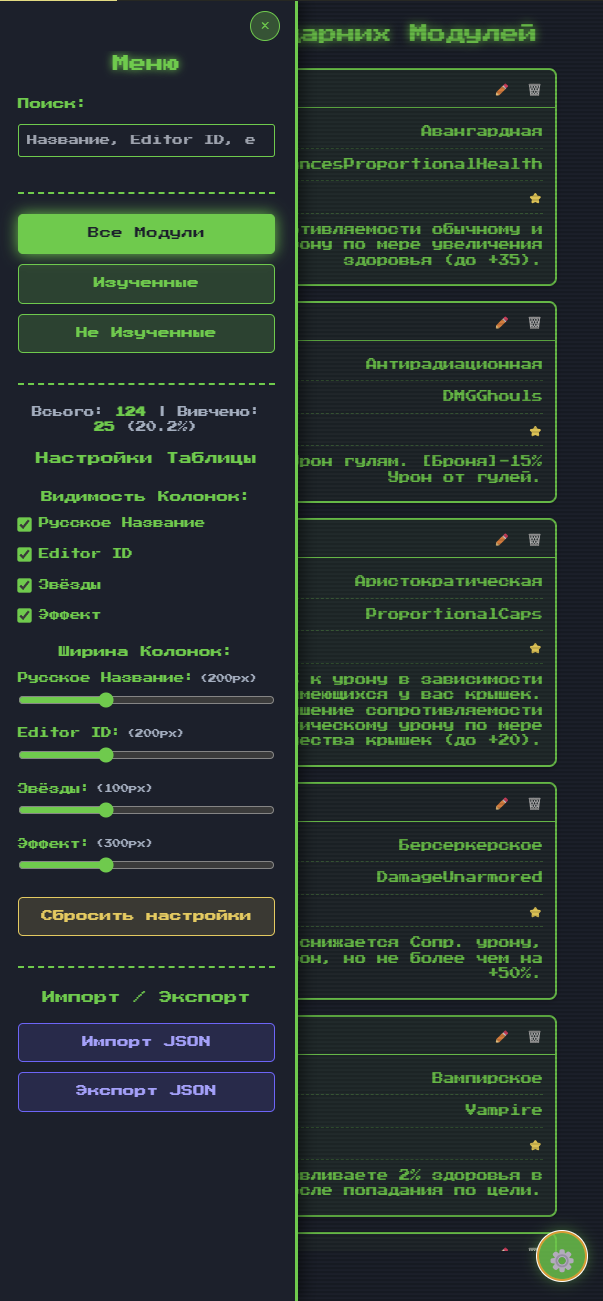 ×
Меню
Поиск:
Название, Editor ID, е
Все Модули
Изученные
Не Изученные
Всього: 124 | Вивчено:
25 (20.2%)
Настройки Таблицы
Видимость Колонок:
Русское Название
Editor ID
Звёзды
Эффект
Ширина Колонок:
Русское Название: (200px)
Editor ID: (200px)
Звёзды: (100px)
Эффект: (300px)
Сбросить настройки
Импорт / Экспорт
Импорт JSON
Экспорт JSON
дарних Модулей
Авангардная
ncesProportionalHealth
тивляемости обычному и
ону по мере увеличения
здоровья (до +35).
Антирадиационная
DMGGhouls
рон гулям. [Броня]-15%
Урон от гулей.
Аристократическая
ProportionalCaps
к урону в зависимости
меющихся у вас крышек.
шение сопротивляемости
ическому урону по мере
ества крышек (до +20).
Берсеркерское
DamageUnarmored
снижается Сопр. урону,
он, но не более чем на
+50%.
Вампирское
Vampire
вливаете 2% здоровья в
сле попадания по цели.